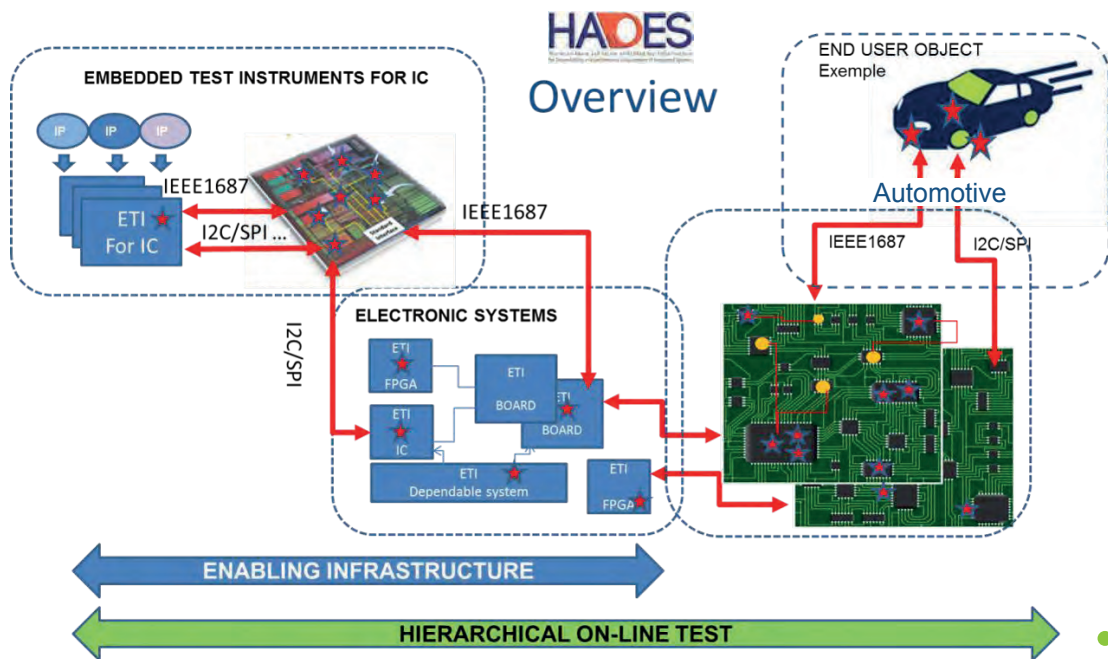 HADES
Overview
EMBEDDED TEST INSTRUMENTS FOR IC
IP IP IP
ETI
For IC
IEEE1687
I2C/SPI ...
Standard
Interface
IEEE1687
I2C/SPI
ELECTRONIC SYSTEMS
ETI
FPGA
ETI
IC
ETI
BOARD
ETI
BOARD
ETI
Dependable system
ETI
FPGA
END USER OBJECT
Exemple
Automotive
IEEE1687
I2C/SPI
ENABLING INFRASTRUCTURE
HIERARCHICAL ON-LINE TEST